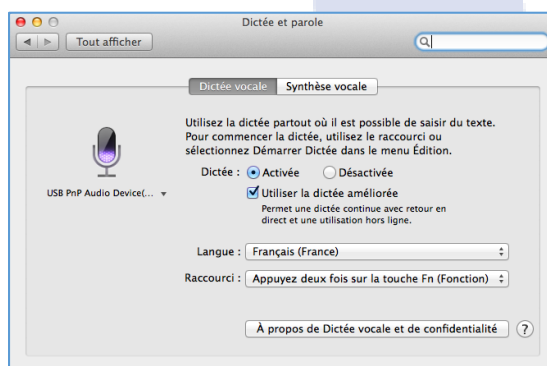 Dictée et parole
Tout afficher
Dictée vocale Synthèse vocale
Utilisez la dictée partout où il est possible de saisir du texte.
Pour commencer la dictée, utilisez le raccourci ou
sélectionnez Démarrer Dictée dans le menu Édition.
Dictée : Activée Désactivée
USB PnP Audio Device(...
Utiliser la dictée améliorée
Permet une dictée continue avec retour en
direct et une utilisation hors ligne.
Langue : Français (France)
Raccourci : Appuyez deux fois sur la touche Fn (Fonction)
À propos de Dictée vocale et de confidentialité ?